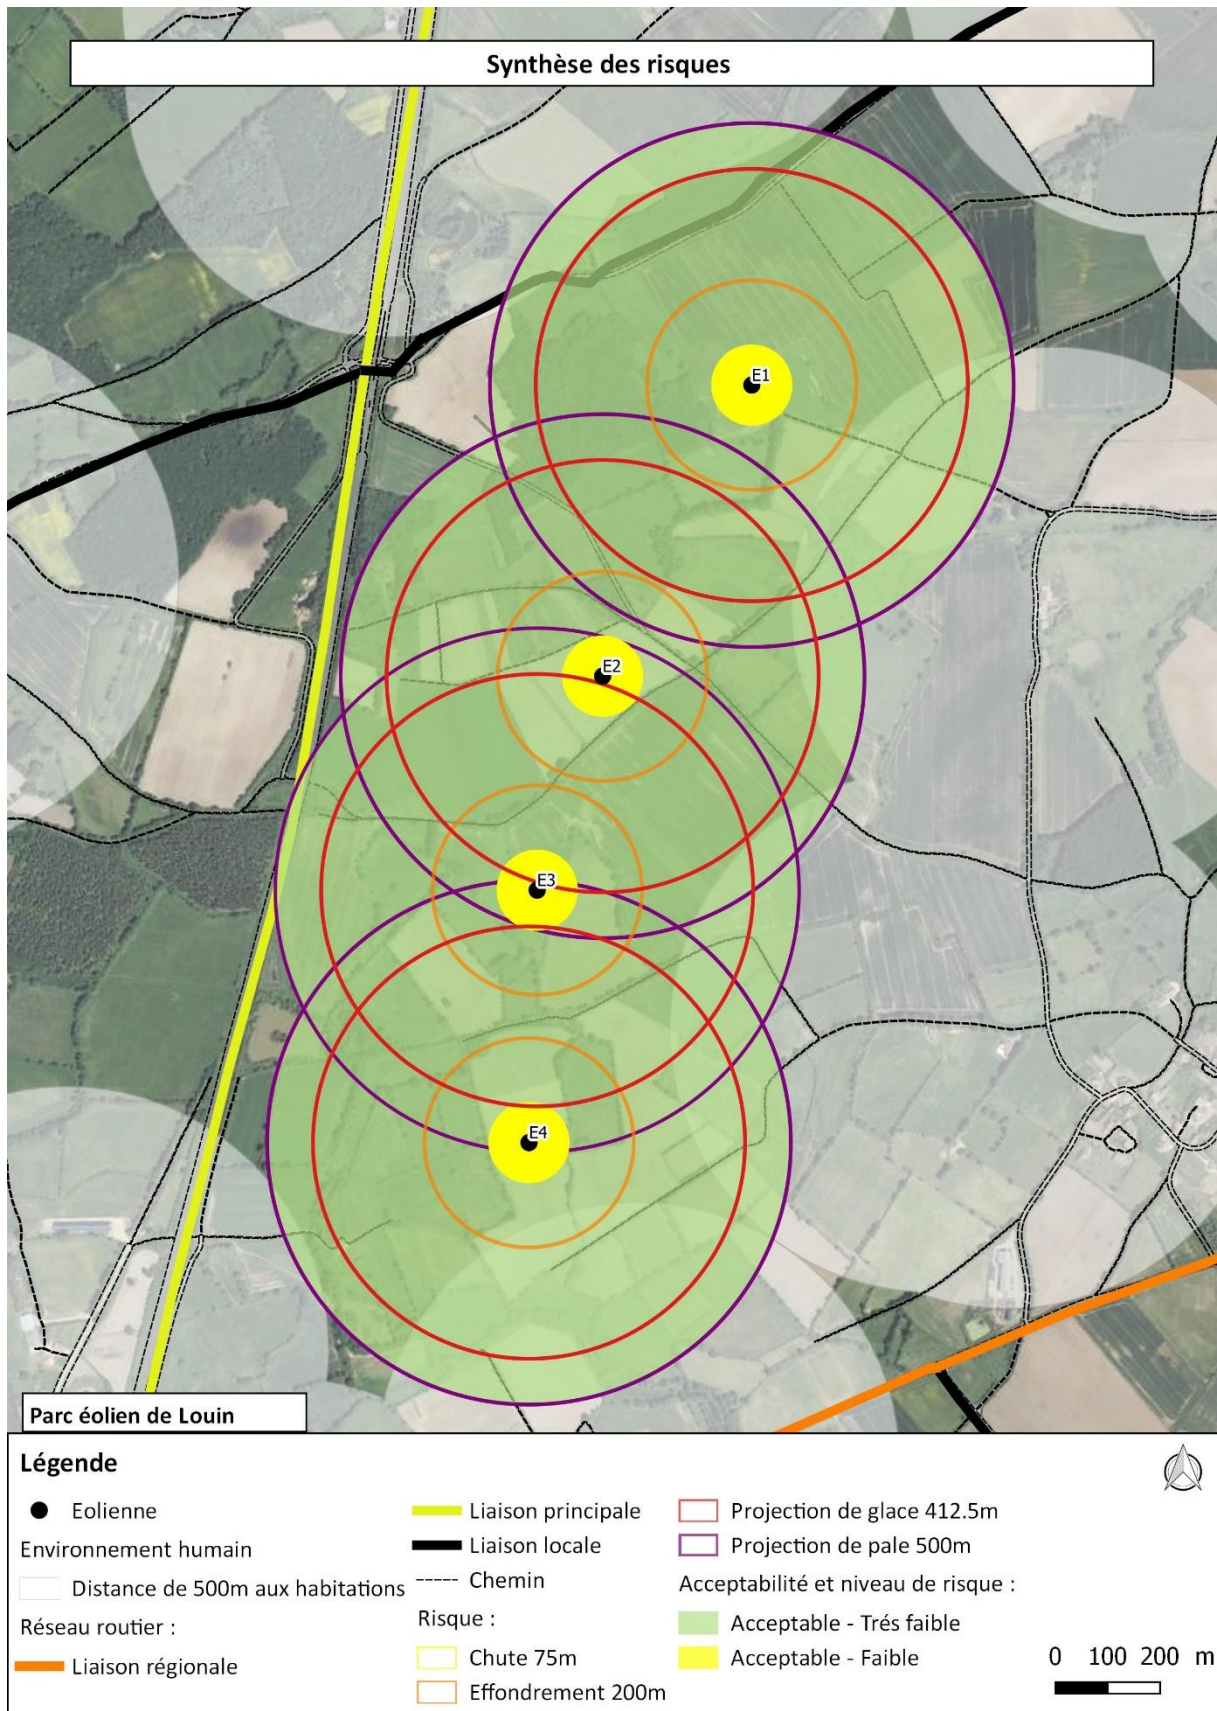 Synthèse des risques
E1
E2
E3
E4
Parc éolien de Louin
Légende
Eolienne
Environnement humain
Distance de 500m aux habitations
Réseau routier :
Liaison régionale
Liaison principale
Liaison locale
Chemin
Risque :
Chute 75m
Effondrement 200m
Projection de glace 412.5m
Projection de pale 500m
Acceptabilité et niveau de risque :
Acceptable - Trés faible
Acceptable - Faible
0 100 200 m